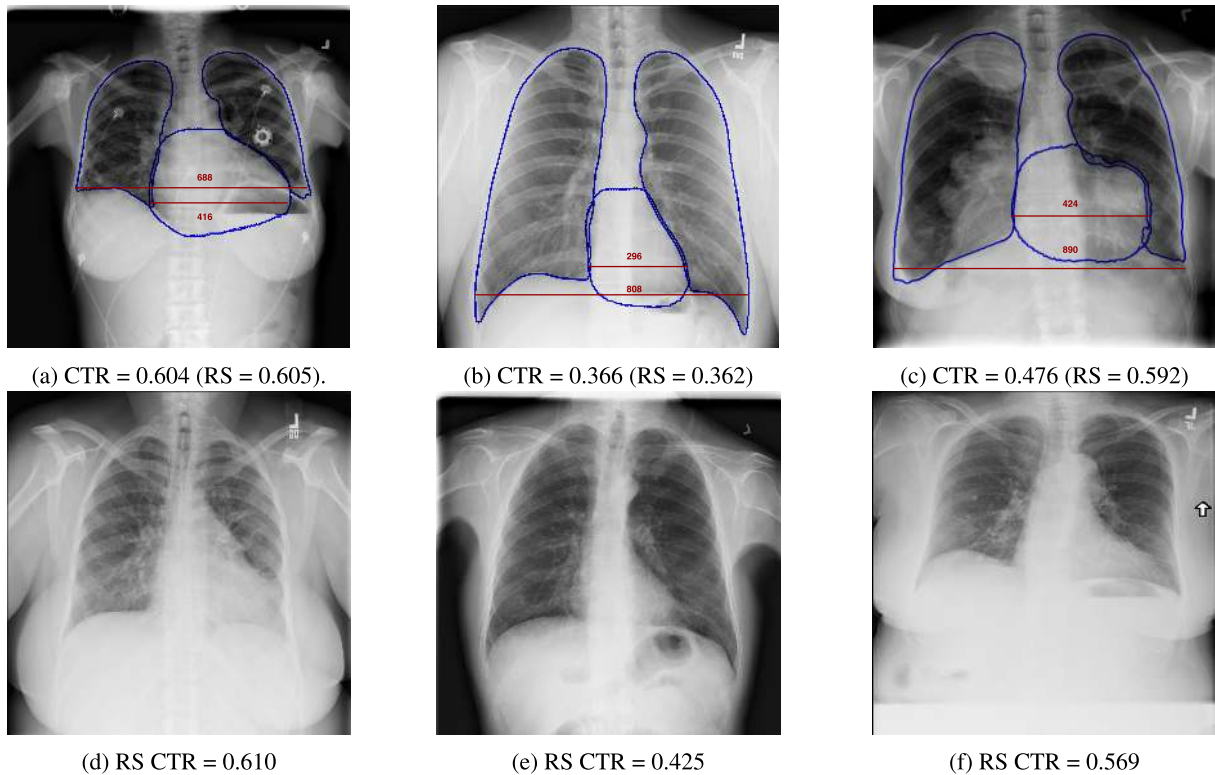 688
416
296
808
424
890
(a) CTR = 0.604 (RS = 0.605).
(b) CTR = 0.366 (RS = 0.362)
(c) CTR = 0.476 (RS = 0.592)
(d) RS CTR = 0.610
(e) RS CTR = 0.425
(f) RS CTR = 0.569